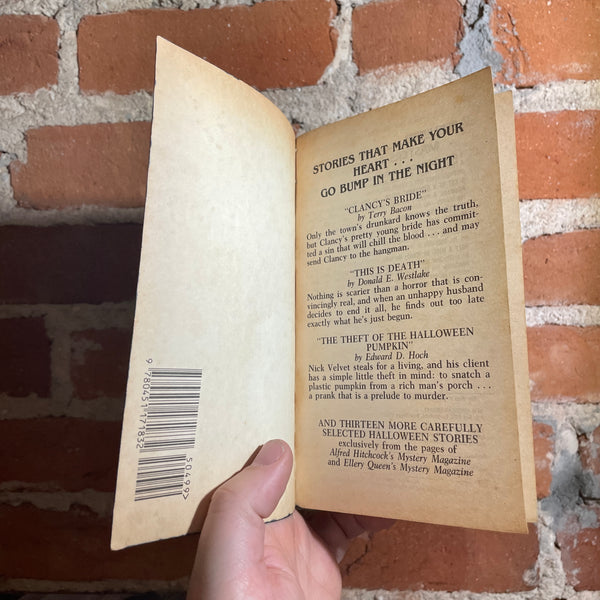 9 780451 171832
50499>
STORIES THAT MAKE YOUR
HEART . . .
GO BUMP IN THE NIGHT
"CLANCY'S BRIDE"
by Terry Bacon
Only the town's drunkard knows the truth,
but Clancy's pretty young bride has commit-
ted a sin that will chill the blood . . . and may
send Clancy to the hangman.
"THIS IS DEATH"
by Donald E. Westlake
Nothing is scarier than a horror that is con-
vincingly real, and when an unhappy husband
decides to end it all, he finds out too late
exactly what he's just begun.
"THE THEFT OF THE HALLOWEEN
PUMPKIN"
by Edward D. Hoch
Nick Velvet steals for a living, and his client
has a simple little theft in mind: to snatch a
plastic pumpkin from a rich man's porch . . .
a prank that is a prelude to murder.
AND THIRTEEN MORE CAREFULLY
SELECTED HALLOWEEN STORIES
exclusively from the pages of
Alfred Hitchcock's Mystery Magazine
and Ellery Queen's Mystery Magazine